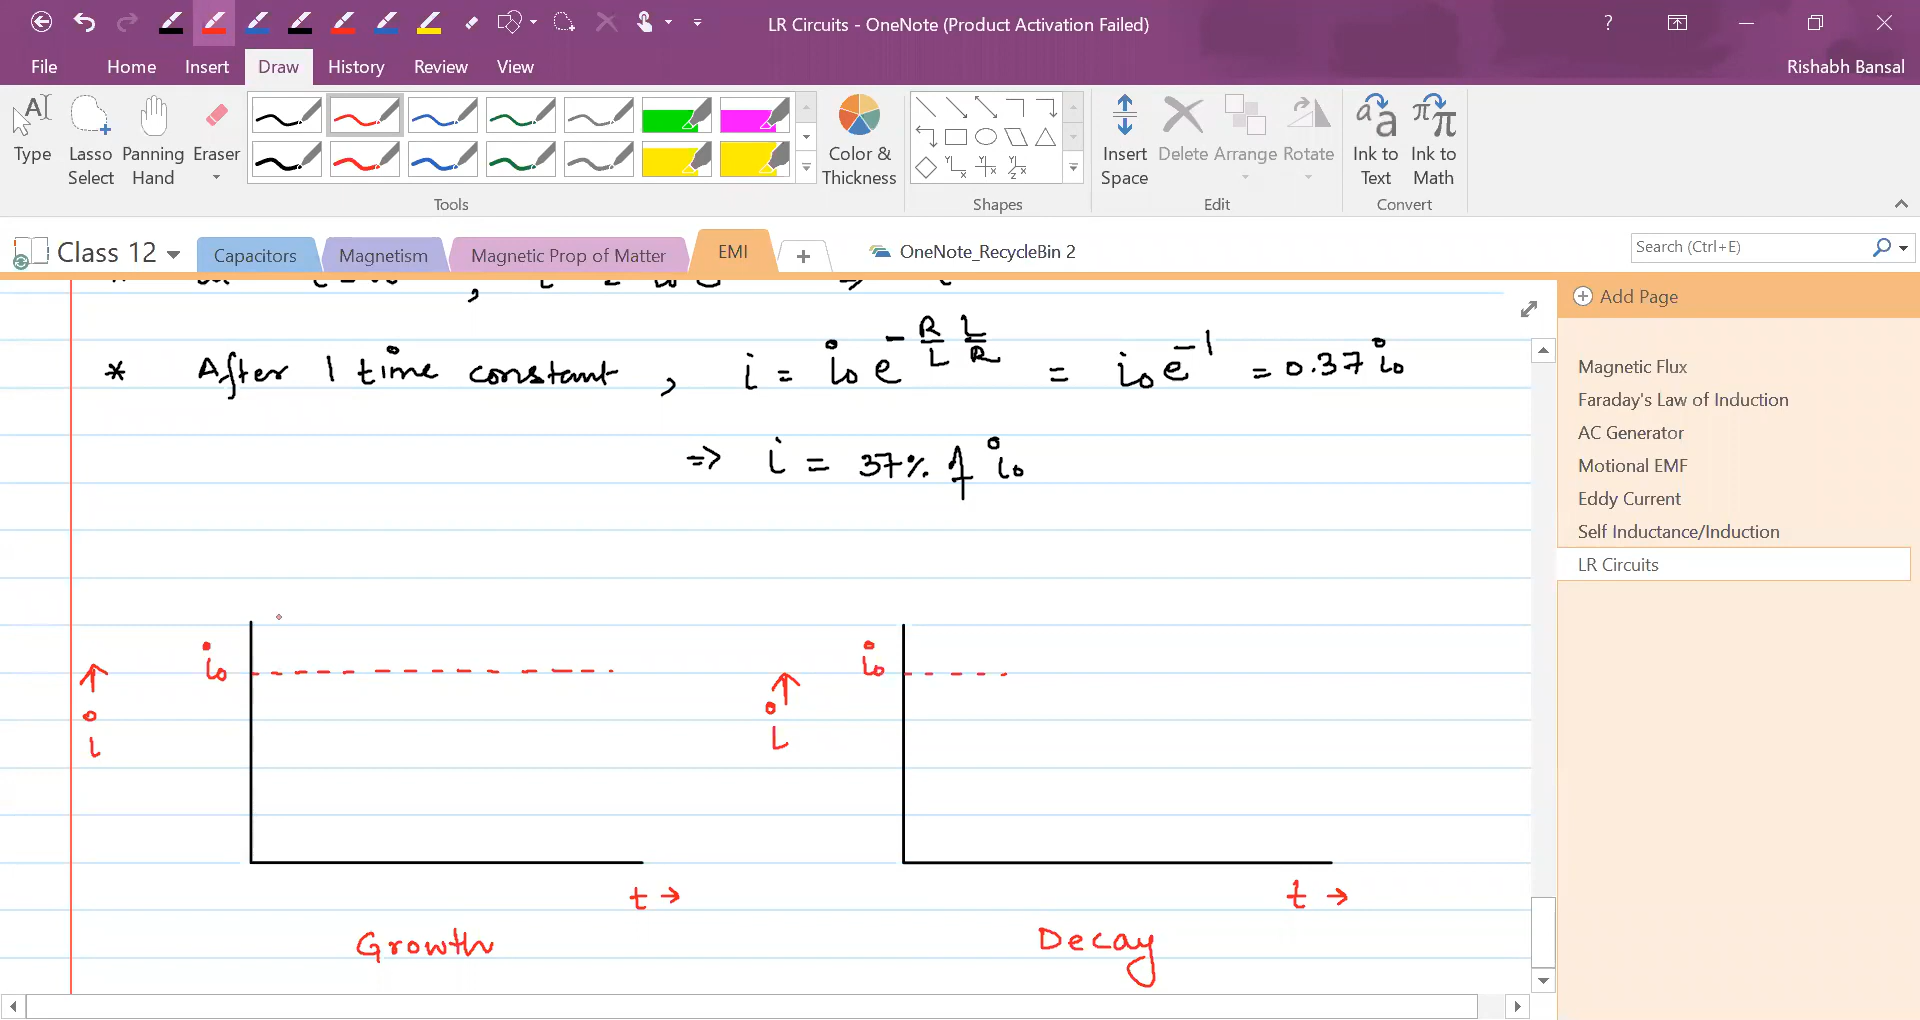 LR Circuits - OneNote (Product Activation Failed)
?
File Home Insert Draw History Review View
Rishabh Bansal
Type
Lasso Select
Panning Hand
Eraser
Color & Thickness
Insert Space
Delete
Arrange
Rotate
Ink to Text
Ink to Math
Tools
Shapes
Edit
Convert
Class 12
Capacitors
Magnetism
Magnetic Prop of Matter
EMI
+
OneNote_RecycleBin 2
Search (Ctrl+E)
Add Page
Magnetic Flux
Faraday's Law of Induction
AC Generator
Motional EMF
Eddy Current
Self Inductance/Induction
LR Circuits
* After 1 time constant, i = i₀ e^(-R/L L/R) = i₀ e^-1 = 0.37 i₀
=> i = 37% of i₀
i₀
i ↑
t →
Growth
i₀
i ↑
t →
Decay